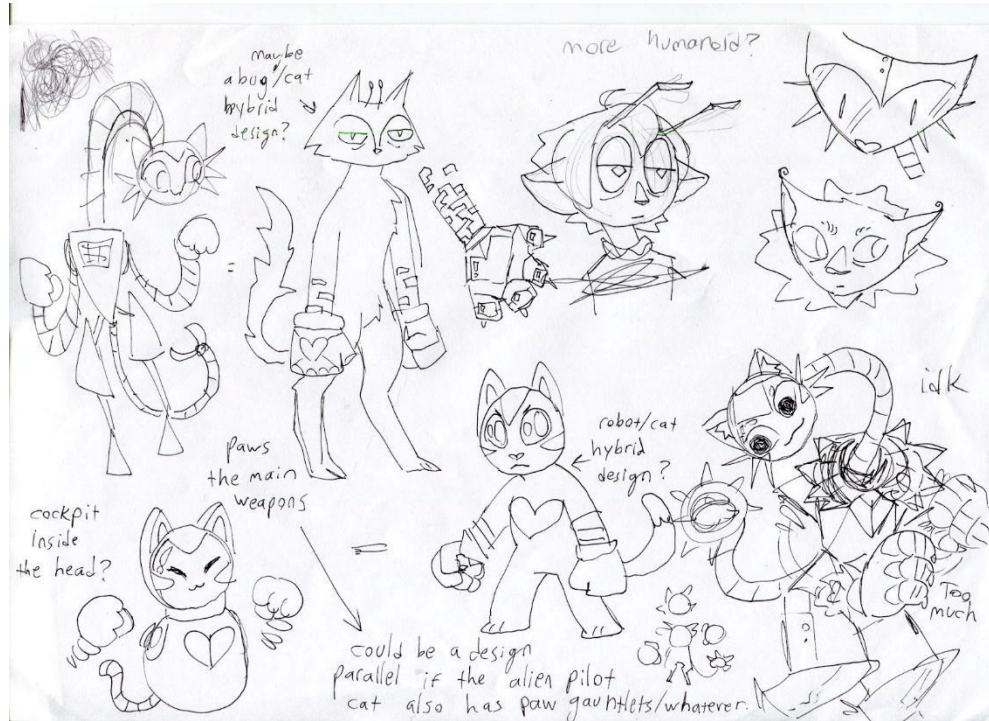 maybe
a bug/cat
hybrid
design?
more humanoid?
idk
robot/cat
hybrid
design?
paws
the main
weapons
cockpit
inside
the head?
Too
much
could be a design
parallel if the alien pilot
cat also has paw gauntlets/whatever.